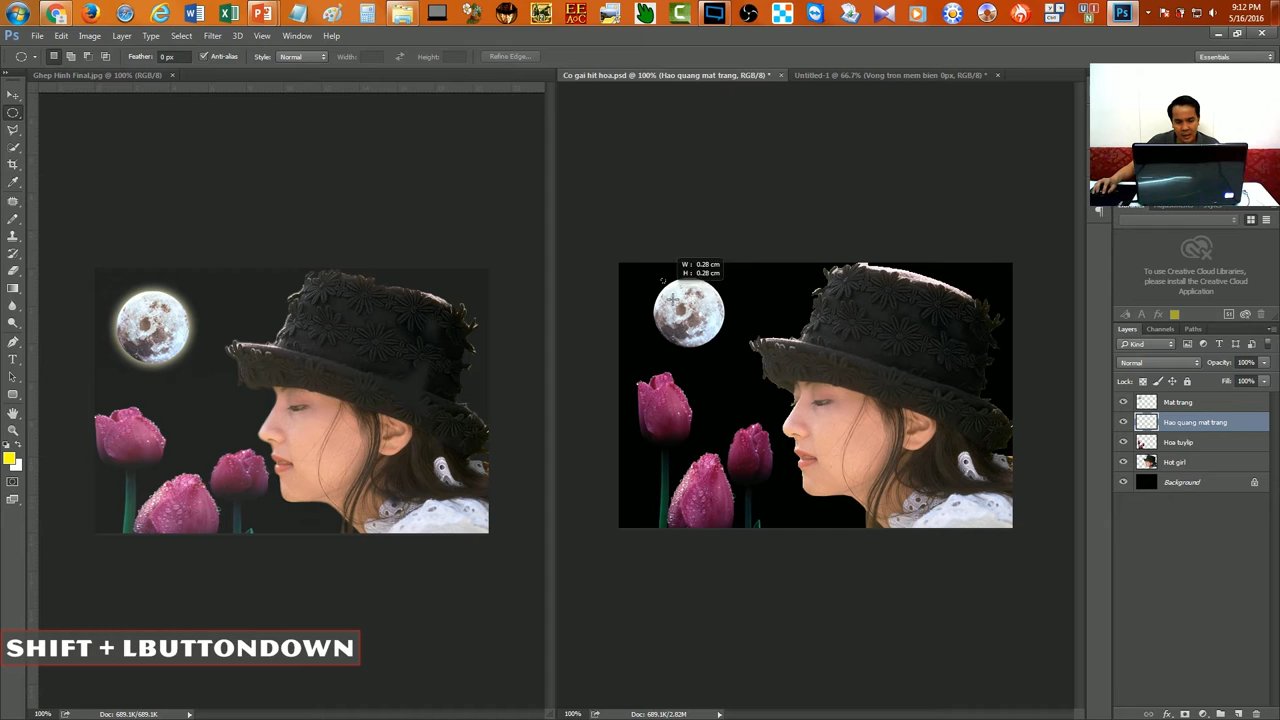 9:12 PM
5/16/2016
Ps
File Edit Image Layer Type Select Filter 3D View Window Help
Feather: 0 px Anti-alias Style: Normal Width: Height: Refine Edge... Essentials
Ghep Hinh Final.jpg @ 100% (RGB/8) ×
Co gai hit hoa.psd @ 100% (Hao quang mat trang, RGB/8) * ×
Untitled-1 @ 66.7% (Vong tron mem bien 0px, RGB/8) * ×
W: 0.28 cm
H: 0.28 cm
To use Creative Cloud Libraries,
please install the Creative Cloud
Application
Layers Channels Paths
Kind
Normal Opacity: 100%
Lock: Fill: 100%
Mat trang
Hao quang mat trang
Hoa tuylip
Hot girl
Background
SHIFT + LBUTTONDOWN
100% Doc: 689.1K/689.1K
100% Doc: 689.1K/2.82M